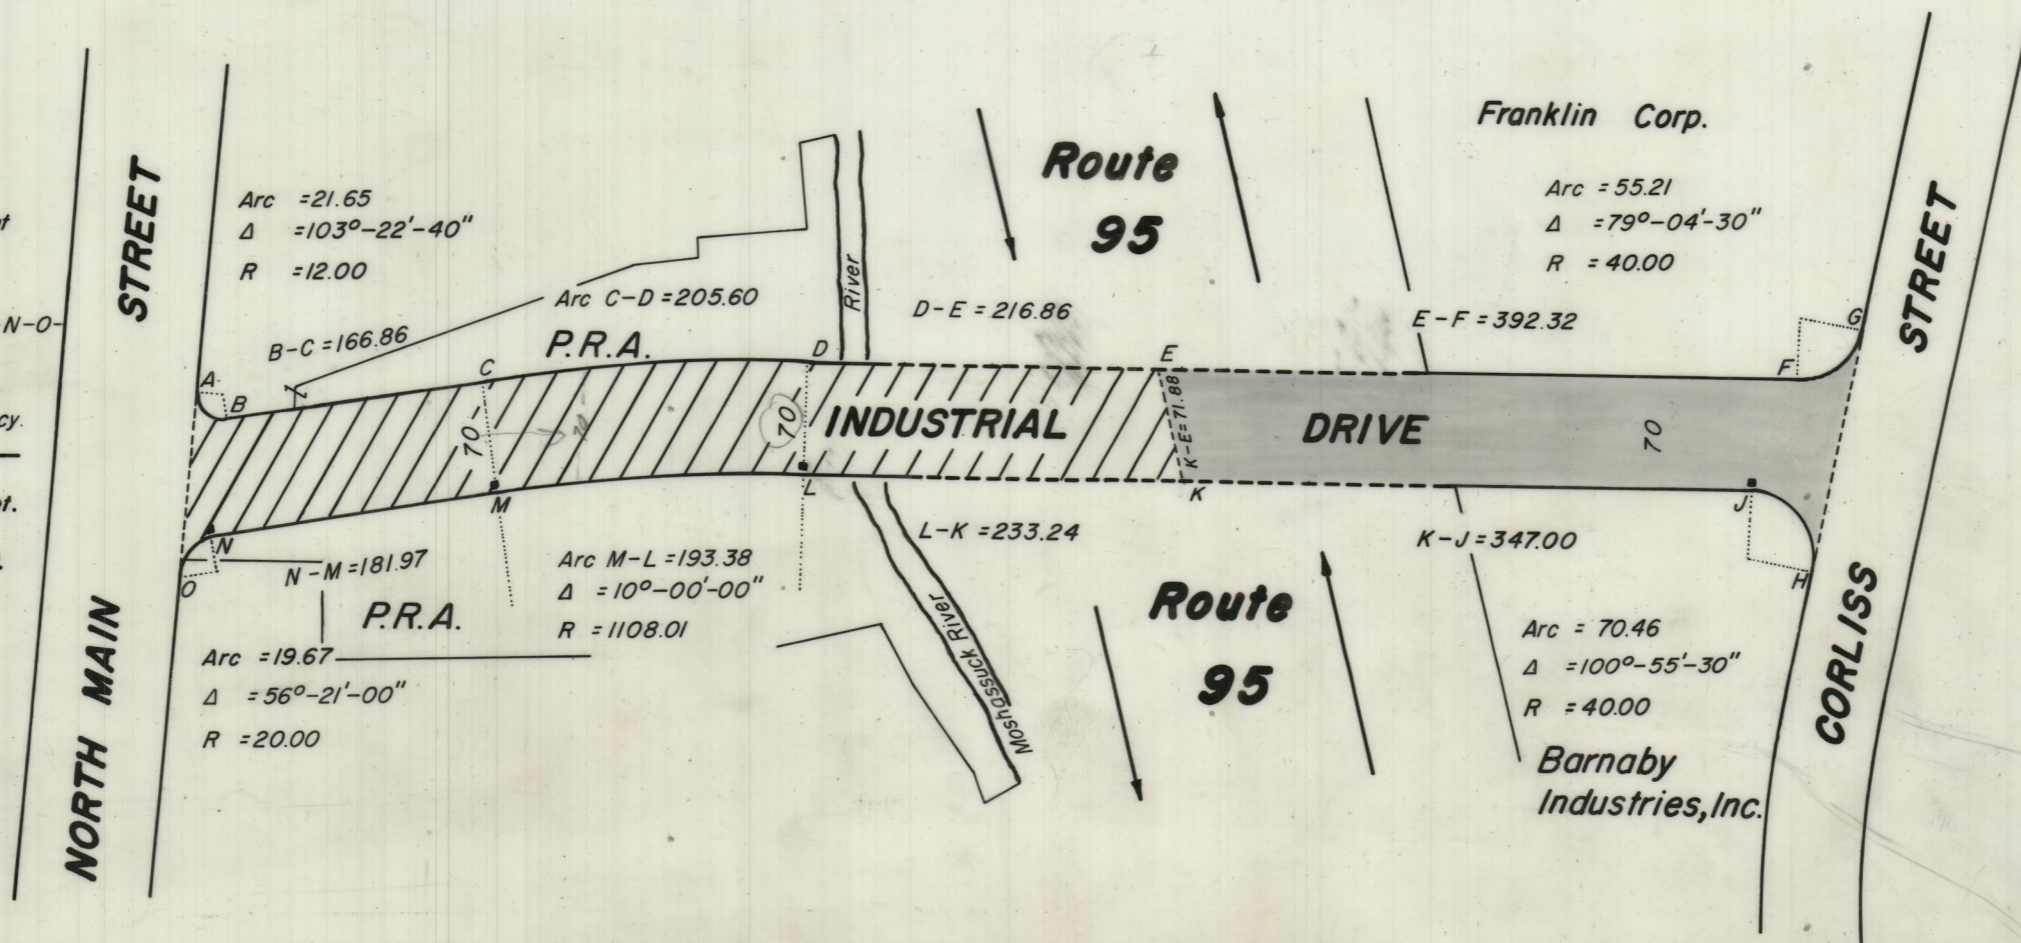 NORTH MAIN STREET
N-O-
cy.
Arc = 21.65
Δ = 103°-22'-40"
R = 12.00
B-C = 166.86
Arc C-D = 205.60
P.R.A.
River
D-E = 216.86
Route
95
Franklin Corp.
Arc = 55.21
Δ = 79°-04'-30"
R = 40.00
E-F = 392.32
A
B
C
D
E
F
G
70
70
INDUSTRIAL DRIVE
K-E = 71.88
70
O
N
M
L
K
J
H
N-M = 181.97
P.R.A.
Arc = 19.67
Δ = 56°-21'-00"
R = 20.00
Arc M-L = 193.38
Δ = 10°-00'-00"
R = 1108.01
L-K = 233.24
Moshassuck River
Route
95
K-J = 347.00
Arc = 70.46
Δ = 100°-55'-30"
R = 40.00
Barnaby
Industries, Inc.
CORLISS STREET